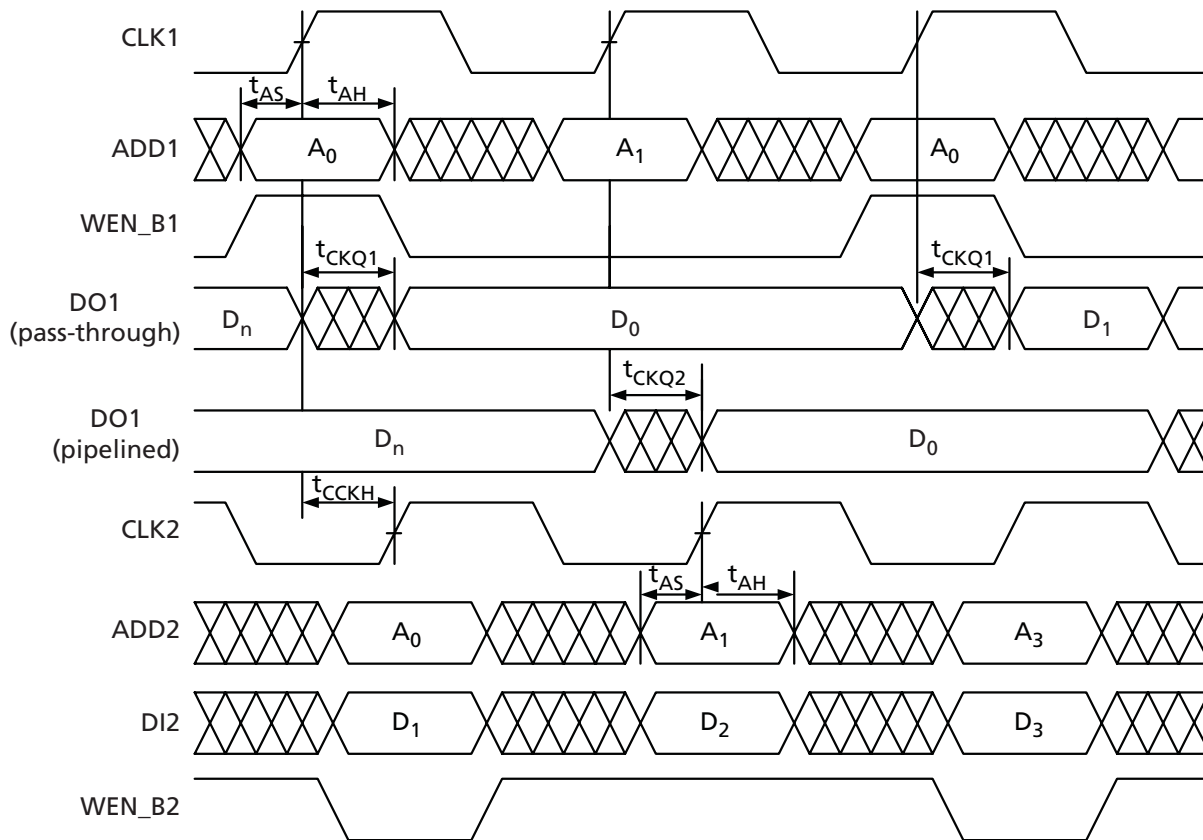 CLK1
tAS tAH
ADD1 A0 A1 A0
WEN_B1
tCKQ1 tCKQ1
DO1
(pass-through)
Dn D0 D1
tCKQ2
DO1
(pipelined)
Dn D0
tCCKH
CLK2
tAS tAH
ADD2 A0 A1 A3
DI2 D1 D2 D3
WEN_B2